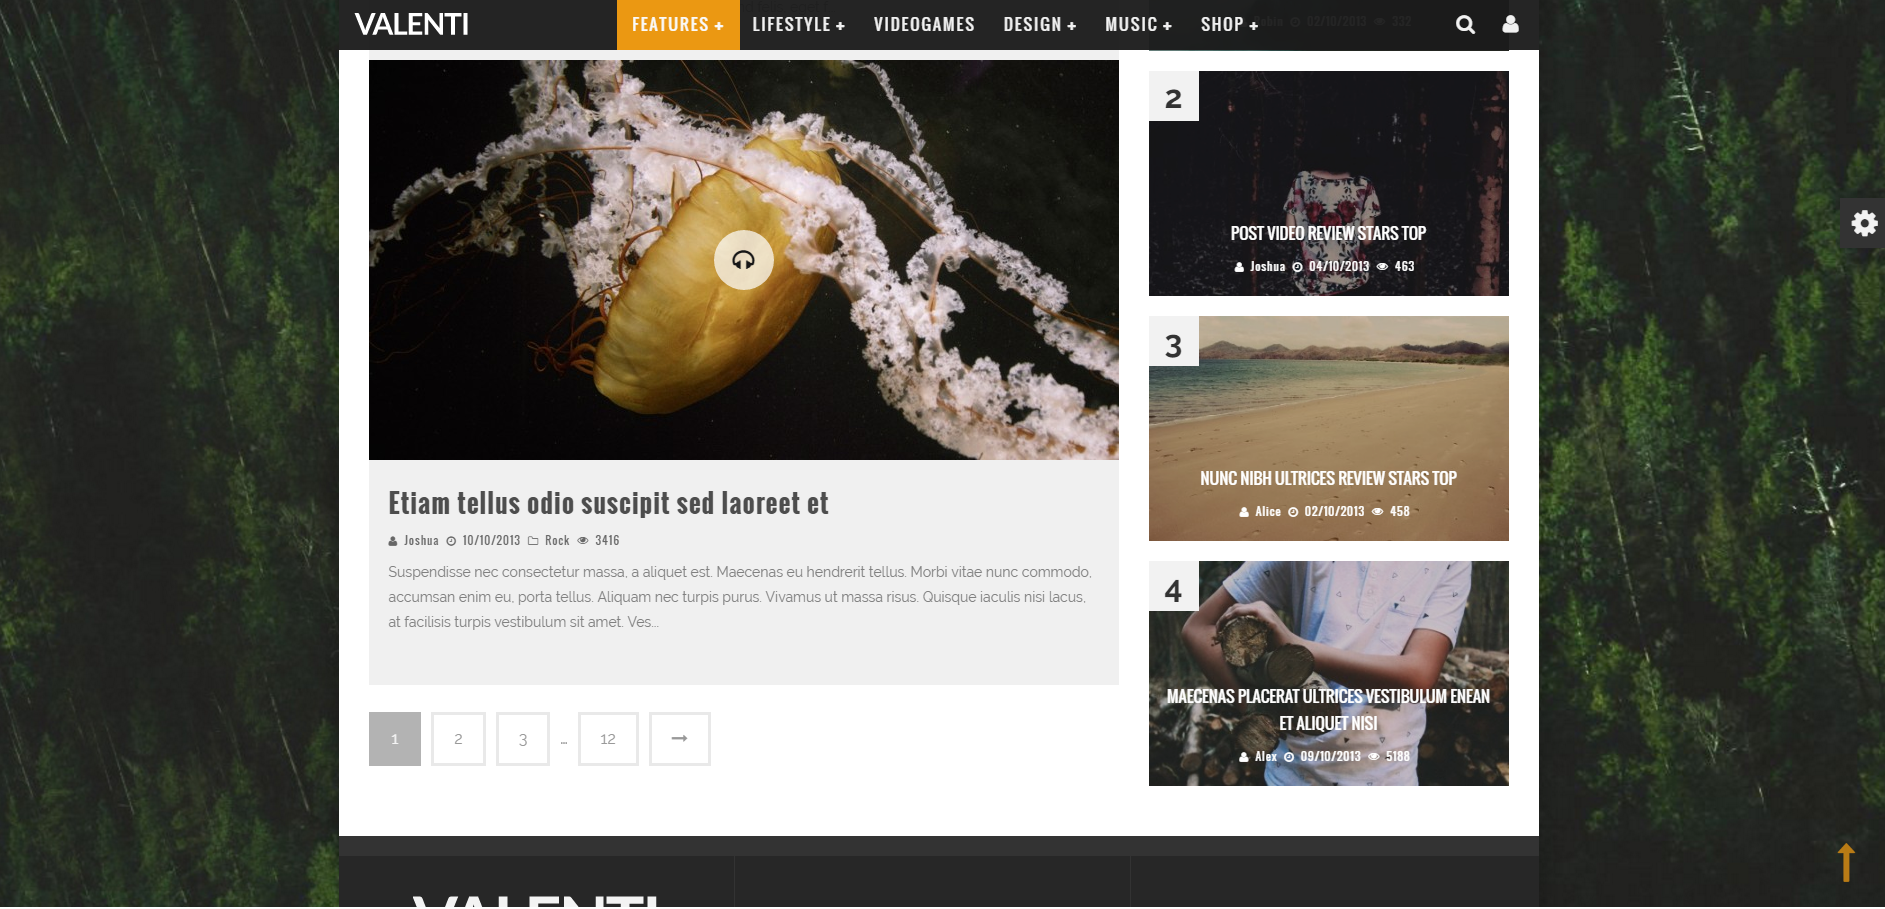 VALENTI
FEATURES +
LIFESTYLE +
VIDEOGAMES
DESIGN +
MUSIC +
SHOP +
02/10/2013 332
Etiam tellus odio suscipit sed laoreet et
Joshua 10/10/2013 Rock 3416
Suspendisse nec consectetur massa, a aliquet est. Maecenas eu hendrerit tellus. Morbi vitae nunc commodo,
accumsan enim eu, porta tellus. Aliquam nec turpis purus. Vivamus ut massa risus. Quisque iaculis nisi lacus,
at facilisis turpis vestibulum sit amet. Ves...
1 2 3 ... 12 →
2
POST VIDEO REVIEW STARS TOP
Joshua 04/10/2013 463
3
NUNC NIBH ULTRICES REVIEW STARS TOP
Alice 02/10/2013 458
4
MAECENAS PLACERAT ULTRICES VESTIBULUM ENEAN
ET ALIQUET NISI
Alex 09/10/2013 5188
VALENTI